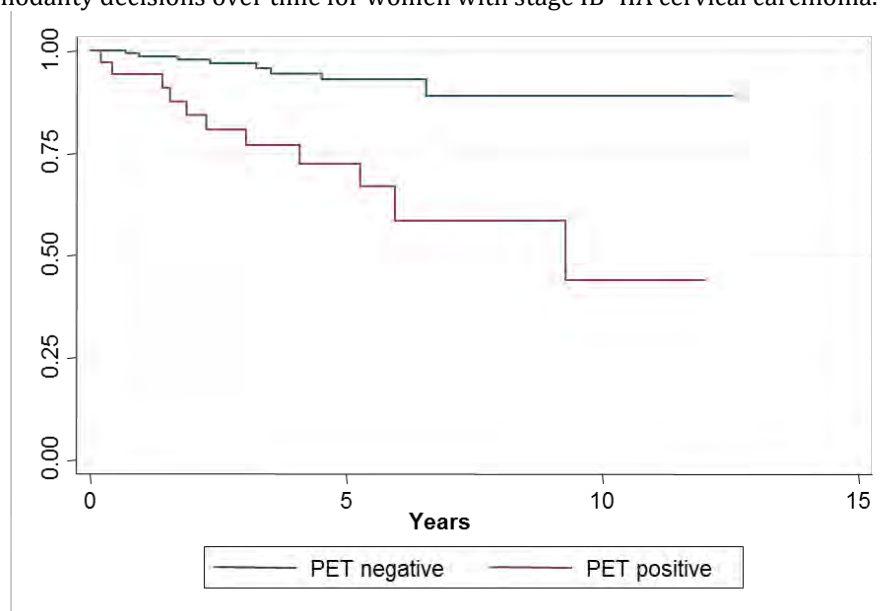 modality decisions over time for women with stage IB–IIA cervical carcinoma.
1.00
0.75
0.50
0.25
0.00
0 5 10 15
Years
PET negative PET positive